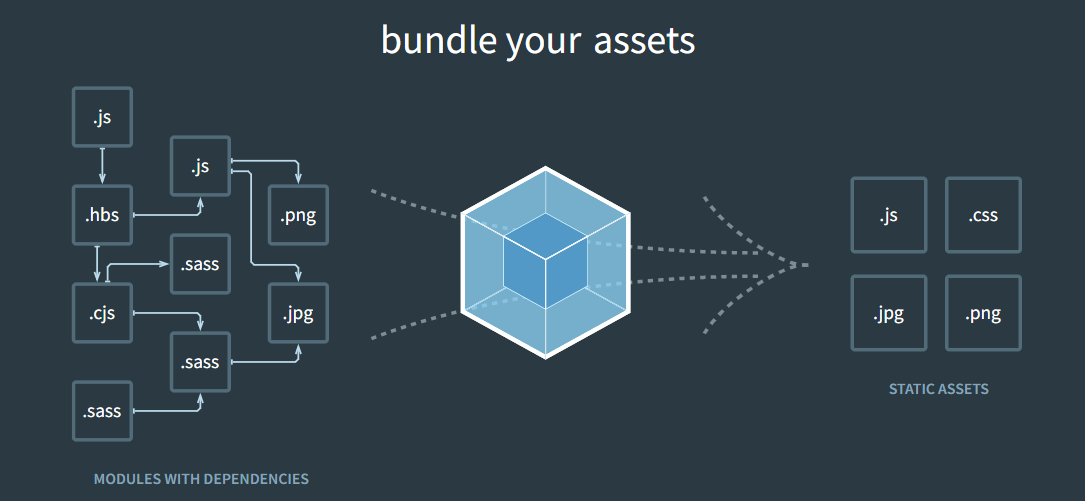 bundle your assets
.js
.js
.hbs
.png
.sass
.cjs
.jpg
.sass
.sass
MODULES WITH DEPENDENCIES
.js
.css
.jpg
.png
STATIC ASSETS